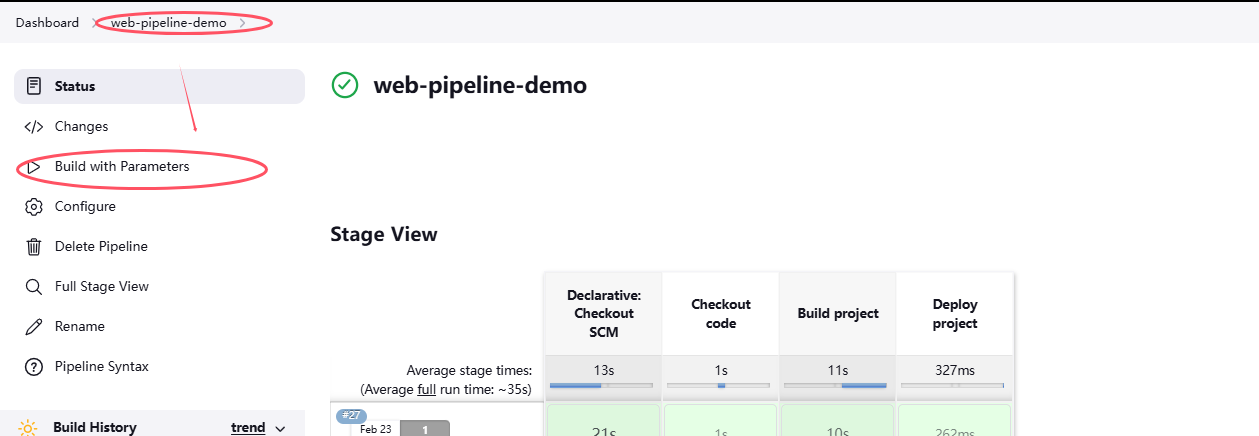 Dashboard
web-pipeline-demo
Status
Changes
Build with Parameters
Configure
Delete Pipeline
Full Stage View
Rename
Pipeline Syntax
Build History
trend
web-pipeline-demo
Stage View
Declarative:
Checkout
SCM
Checkout
code
Build project
Deploy
project
Average stage times:
(Average full run time: ~35s)
13s
1s
11s
327ms
#27
Feb 23
1
21s
1s
10s
262ms